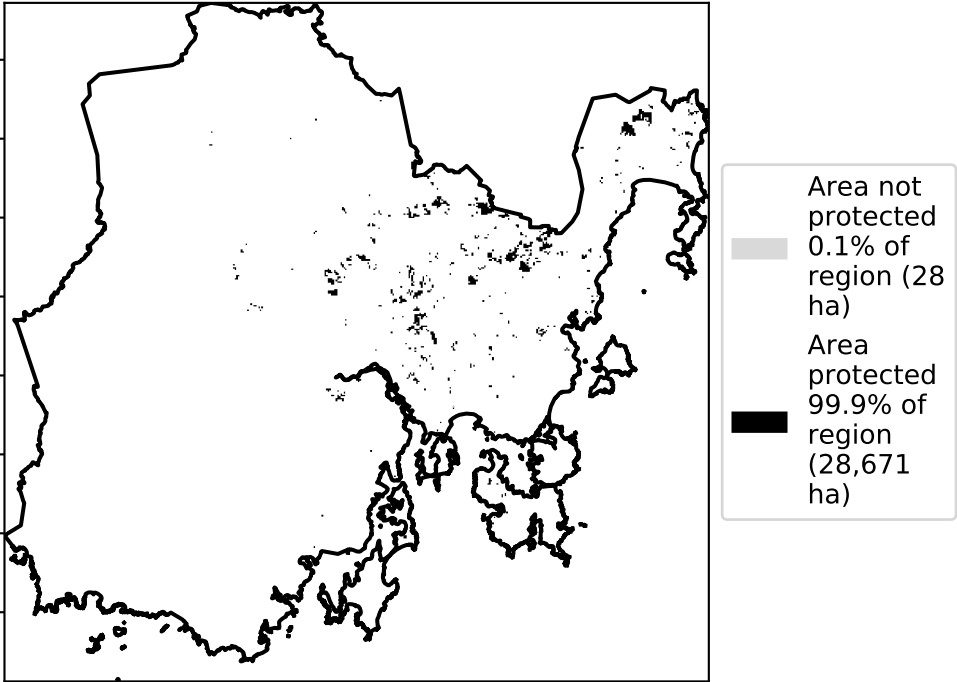 Area not
protected
0.1% of
region (28
ha)
Area
protected
99.9% of
region
(28,671
ha)